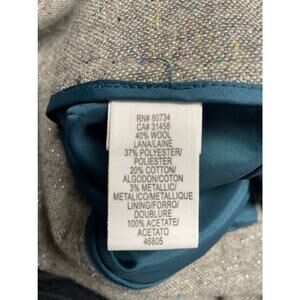 RN# 80734
CA# 31458
40% WOOL
LANA/LAINE
37% POLYESTER/
POLIESTER
20% COTTON/
ALGODON/COTON
3% METALLIC/
METALICO/METALLIQUE
LINING/FORRO/
DOUBLURE
100% ACETATE/
ACETATO
46805